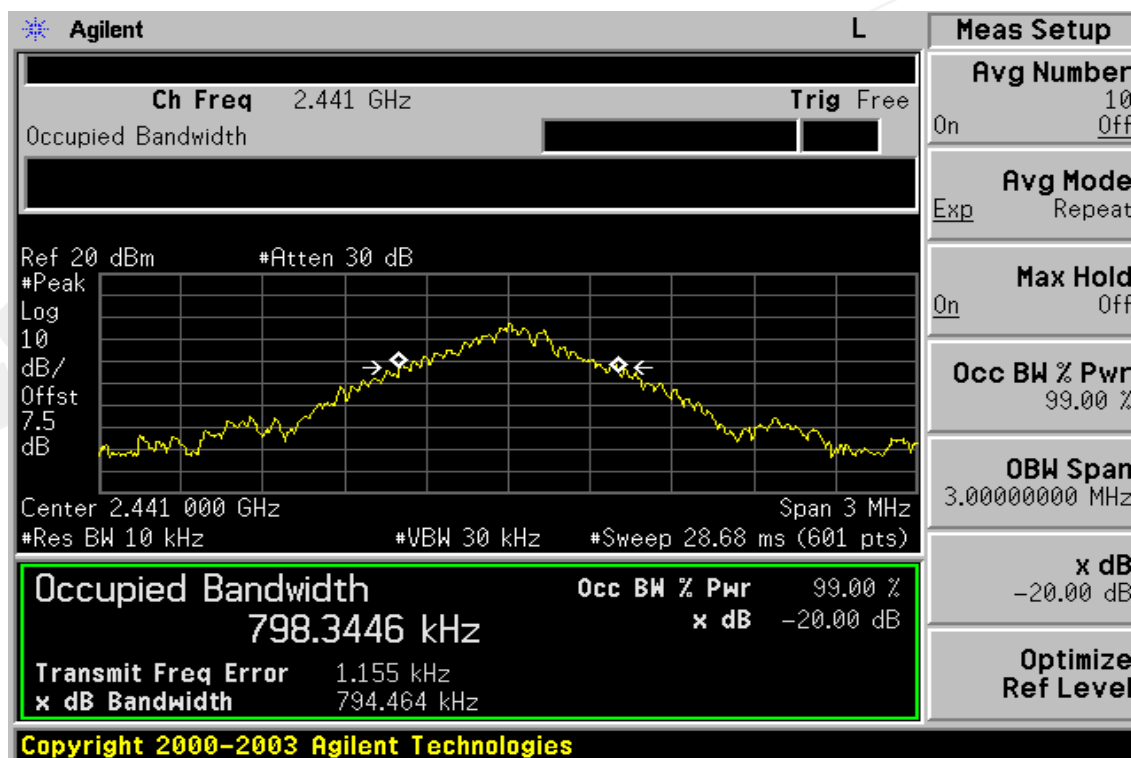 Agilent L
Ch Freq 2.441 GHz Trig Free
Occupied Bandwidth
Ref 20 dBm #Atten 30 dB
#Peak
Log
10
dB/
Offst
7.5
dB
Center 2.441 000 GHz Span 3 MHz
#Res BW 10 kHz #VBW 30 kHz #Sweep 28.68 ms (601 pts)
Occupied Bandwidth
798.3446 kHz
Occ BW % Pwr 99.00 %
x dB -20.00 dB
Transmit Freq Error 1.155 kHz
x dB Bandwidth 794.464 kHz
Copyright 2000-2003 Agilent Technologies
Meas Setup
Avg Number
10
On Off
Avg Mode
Exp Repeat
Max Hold
On Off
Occ BW % Pwr
99.00 %
OBW Span
3.00000000 MHz
x dB
-20.00 dB
Optimize
Ref Level